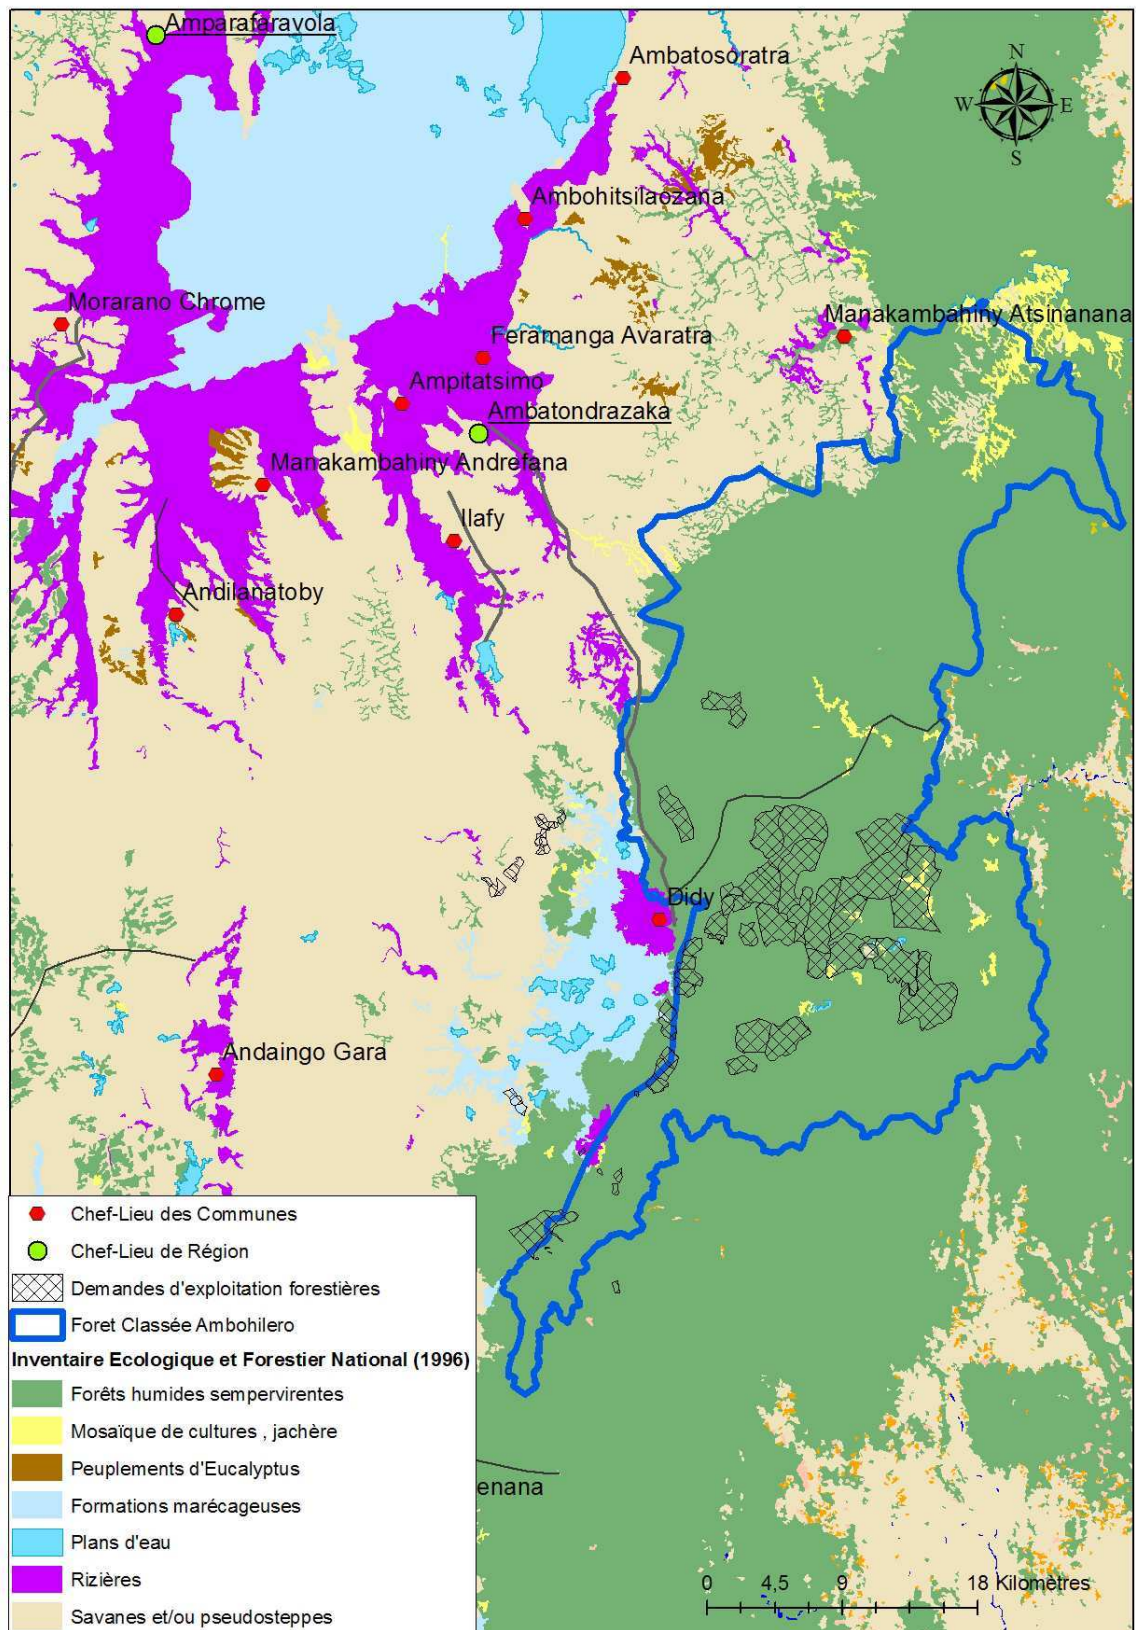 Amparafaravola
Ambatosoratra
N
W
E
S
Ambohitsilaozana
Morarano Chrome
Manakambahiny Atsinanana
Feramanga Avaratra
Ampitatsimo
Ambatondrazaka
Manakambahiny Andrefana
Ilafy
Andilanatoby
Didy
Andaingo Gara
Chef-Lieu des Communes
Chef-Lieu de Région
Demandes d'exploitation forestières
Foret Classée Ambohilero
Inventaire Ecologique et Forestier National (1996)
Forêts humides sempervirentes
Mosaïque de cultures , jachère
Peuplements d'Eucalyptus
Formations marécageuses
Plans d'eau
Rizières
Savanes et/ou pseudosteppes
enana
0 4,5 9 18 Kilomètres